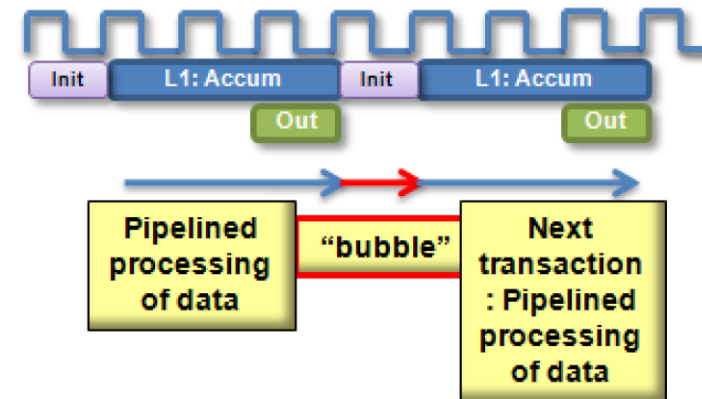 Init
L1: Accum
Init
L1: Accum
Out
Out
Pipelined
processing
of data
“bubble”
Next
transaction
: Pipelined
processing
of data